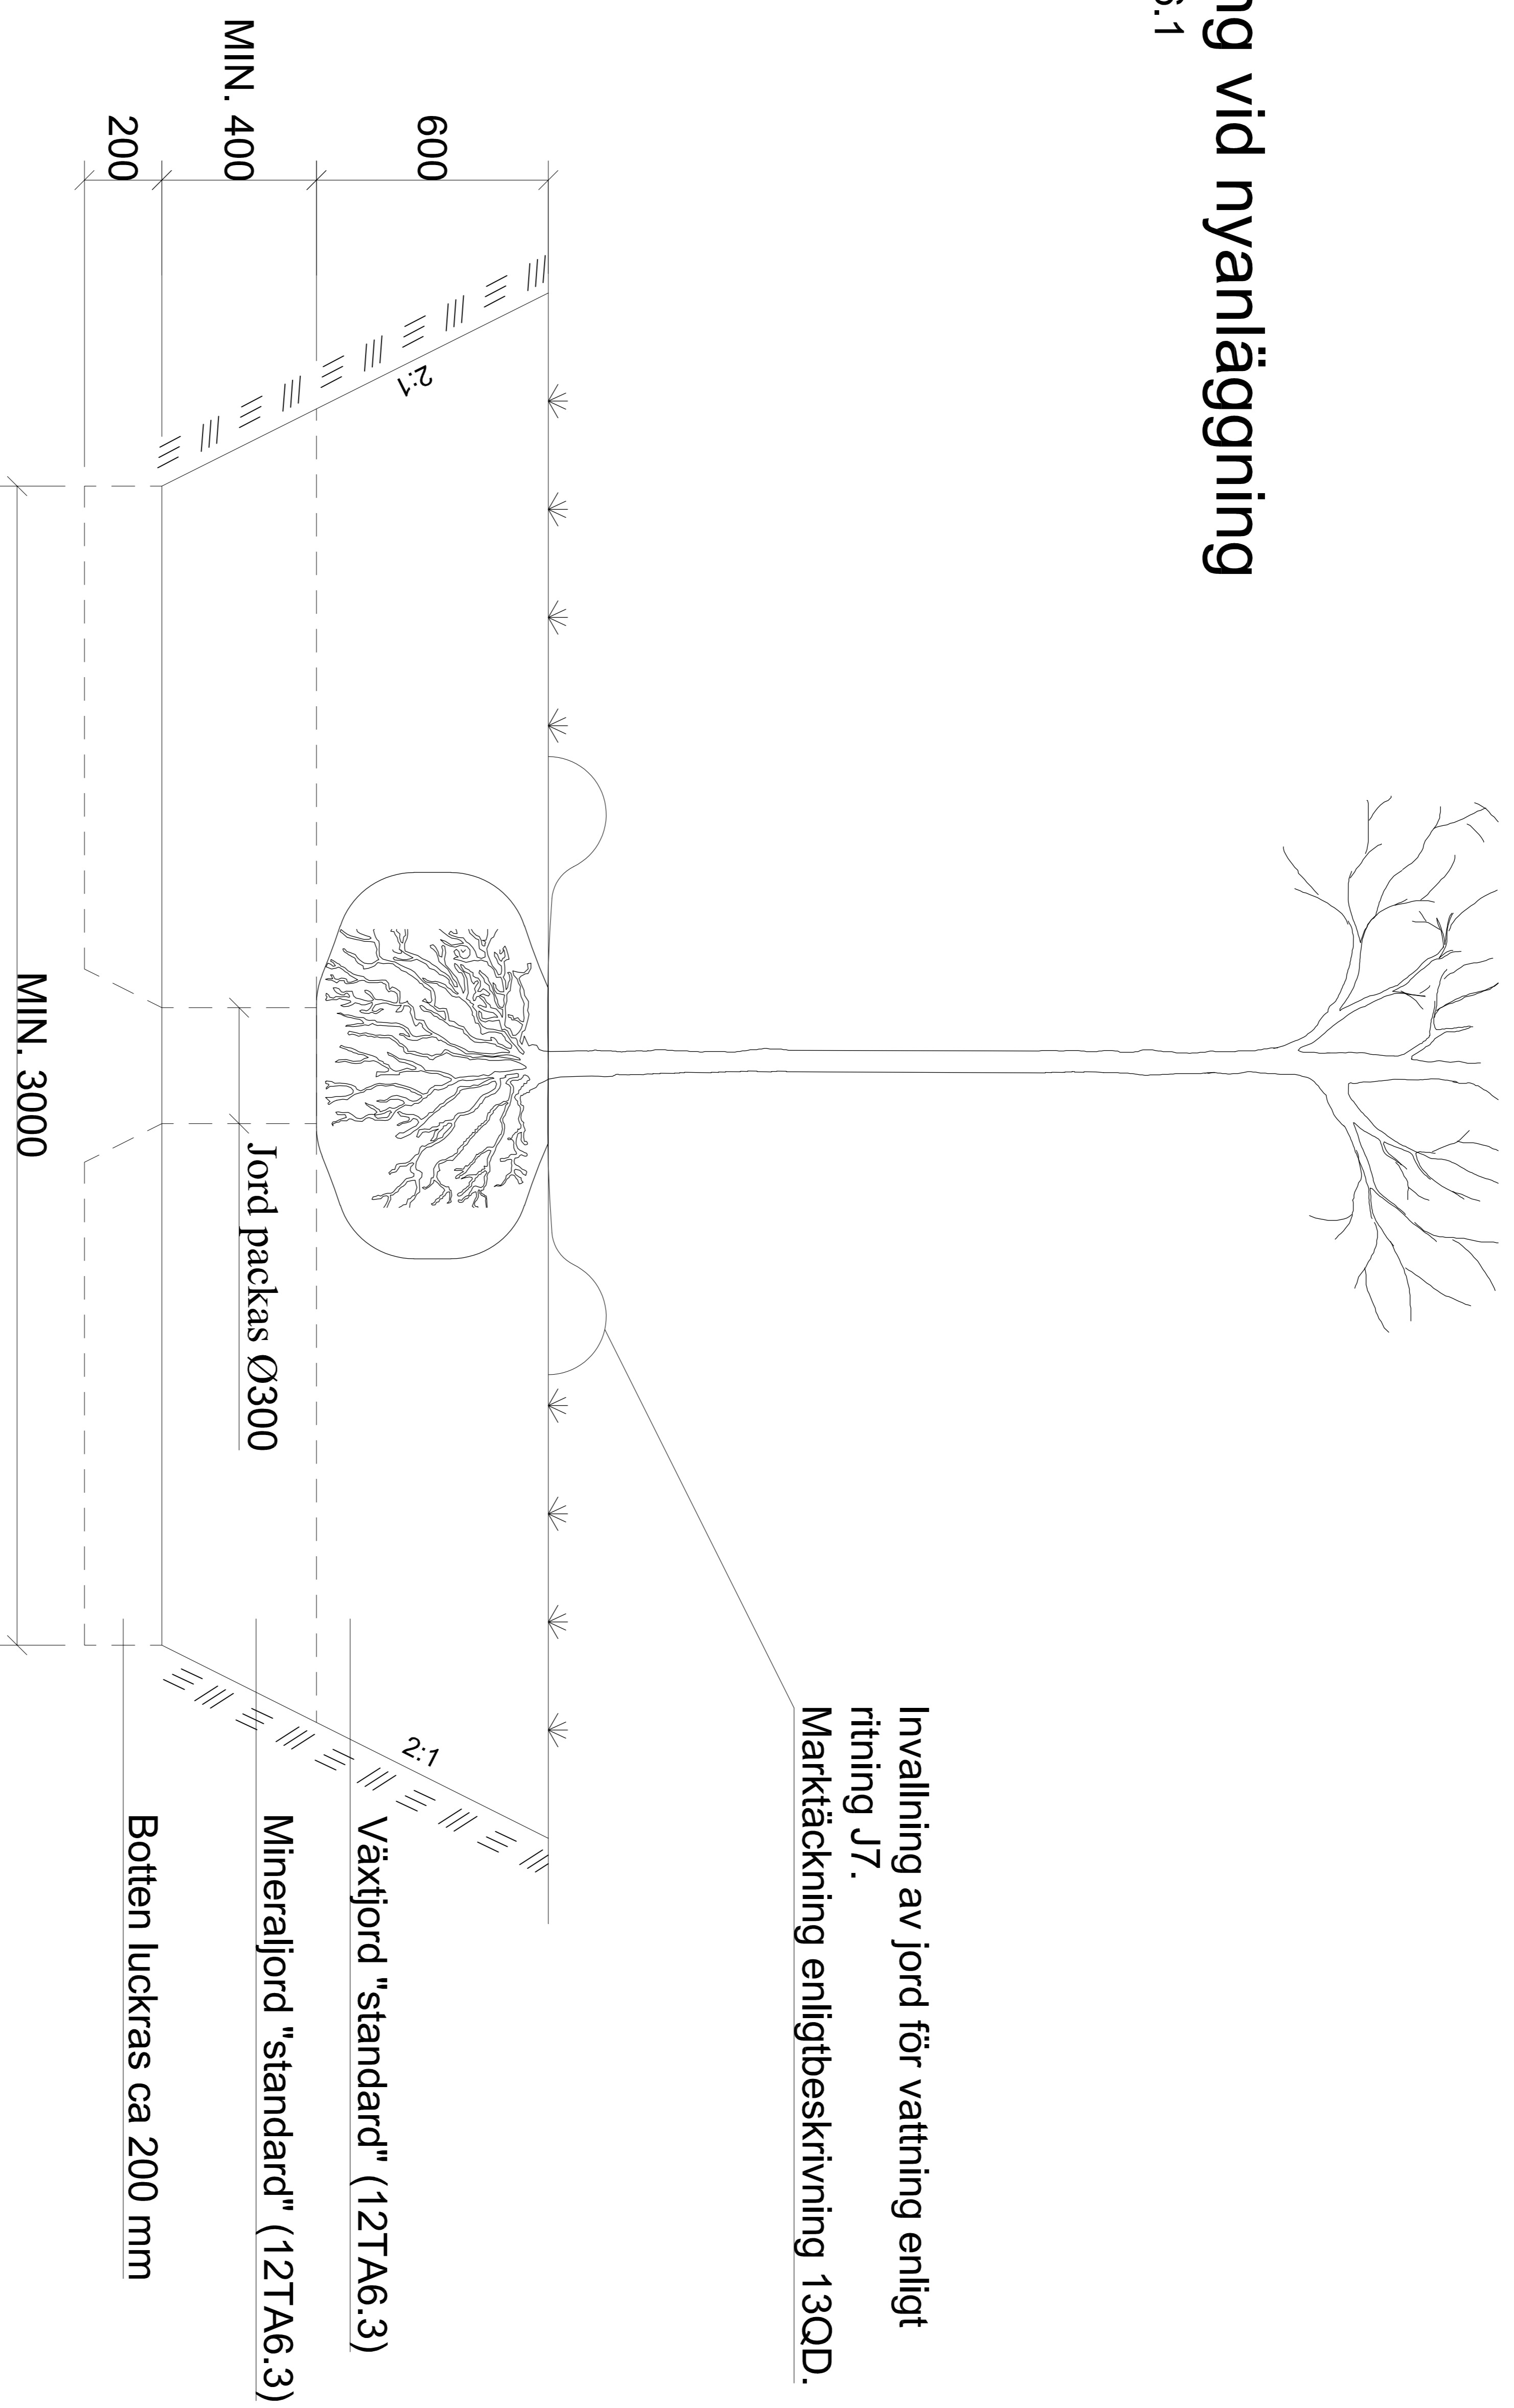 ng vid nyanläggning
6.1
Invallning av jord för vattning enligt
ritning J7.
Marktäckning enligtbeskrivning 13QD.
600
MIN. 400
200
2:1
2:1
Växtjord "standard" (12TA6.3)
Jord packas Ø300
Mineraljord "standard" (12TA6.3)
Botten luckras ca 200 mm
MIN. 3000